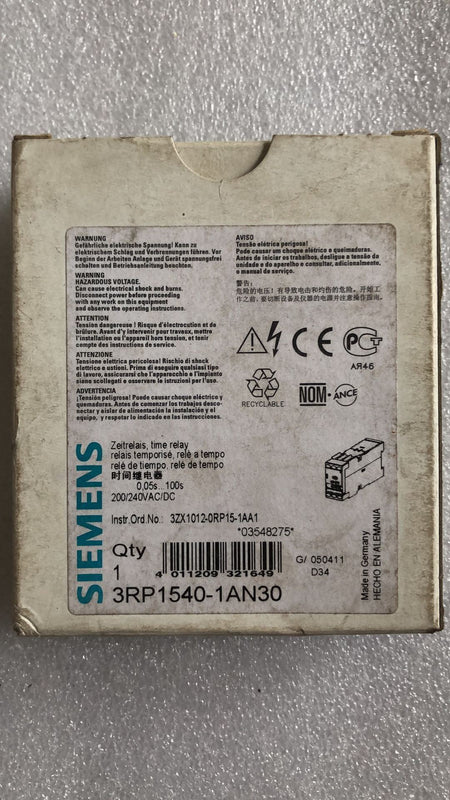 WARNUNG
Gefährliche elektrische Spannung! Kann zu
elektrischem Schlag und Verbrennungen führen. Vor
Beginn der Arbeiten Anlage und Gerät spannungsfrei
schalten und Betriebsanleitung beachten.
WARNING
HAZARDOUS VOLTAGE.
Can cause electrical shock and burns.
Disconnect power before proceeding
with any work on this equipment
and observe the operating instructions.
ATTENTION
Tension dangereuse ! Risque d'électrocution et de
brûlure. Avant d'y intervenir pour travaux, mettre
l'installation ou l'appareil hors tension, et tenir
compte des instructions de service.
ATTENZIONE
Tensione elettrica pericolosa! Rischio di shock
elettrico e ustioni. Prima di eseguire qualsiasi tipo
di lavoro, assicurarsi che l'apparecchio o l'impianto
siano scollegati e osservare le istruzioni per l'uso.
ADVERTENCIA
¡Tensión peligrosa! Puede causar choque eléctrico y
quemaduras. Antes de comenzar los trabajos desco-
nectar y aislar de alimentación la instalación y el
equipo, y respetar lo indicado en las instrucciones.
AVISO
Tensão elétrica perigosa!
Pode causar um choque elétrico e queimaduras.
Antes de iniciar os trabalhos, desligue a tensão da
unidade e do aparelho e consultar, adicionalmente,
o manual de serviço.
警告:
危险的电压! 有导致电击和灼伤的危险。开始工
作之前,要切断设备及仪器的电源并注意操作指南。
CE
РСТ
АЯ46
RECYCLABLE
NOM-ANCE
SIEMENS
Zeitrelais, time relay
relais temporisé, relè a tempo
relé de tiempo, relé de tempo
时间继电器
0,05s... 100s
200/240VAC/DC
Instr.Ord.No.: 3ZX1012-0RP15-1AA1
*03548275*
Qty
1
4 011209 321649
G/ 050411
D34
3RP1540-1AN30
Made in Germany
HECHO EN ALEMANIA